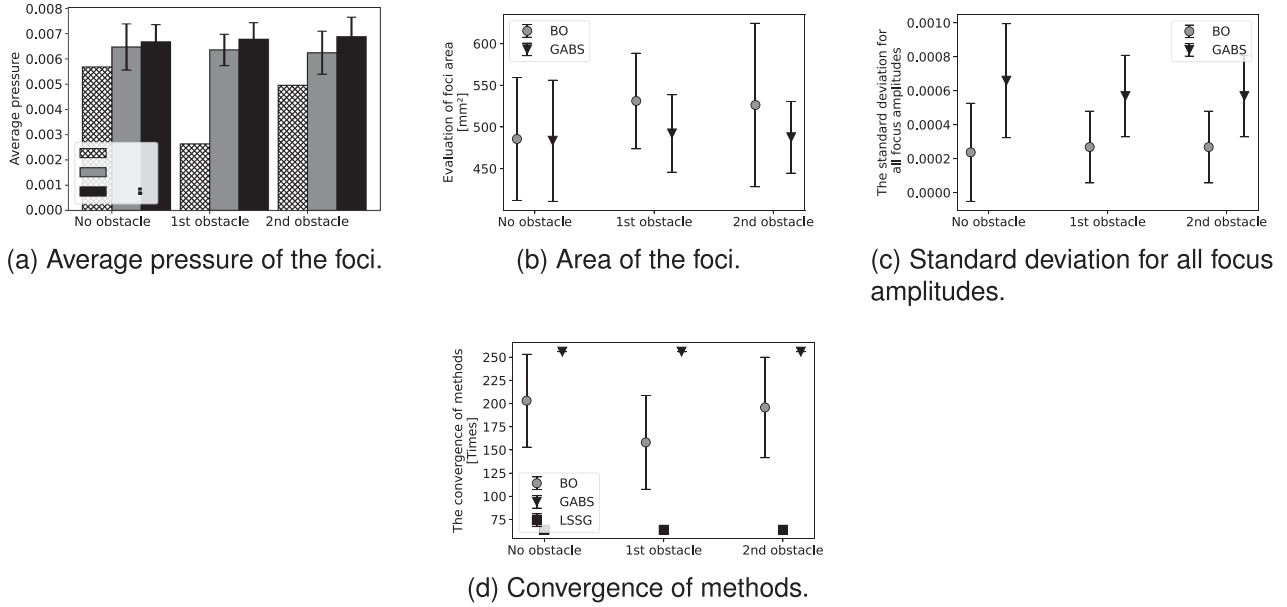 Average pressure
0.008
0.007
0.006
0.005
0.004
0.003
0.002
0.001
0.000
No obstacle 1st obstacle 2nd obstacle
(a) Average pressure of the foci.
Evaluation of foci area
[mm²]
600
550
500
450
BO
GABS
No obstacle 1st obstacle 2nd obstacle
(b) Area of the foci.
The standard deviation for
all focus amplitudes
0.0010
0.0008
0.0006
0.0004
0.0002
0.0000
BO
GABS
No obstacle 1st obstacle 2nd obstacle
(c) Standard deviation for all focus
amplitudes.
The convergence of methods
[Times]
250
225
200
175
150
125
100
75
BO
GABS
LSSG
No obstacle 1st obstacle 2nd obstacle
(d) Convergence of methods.